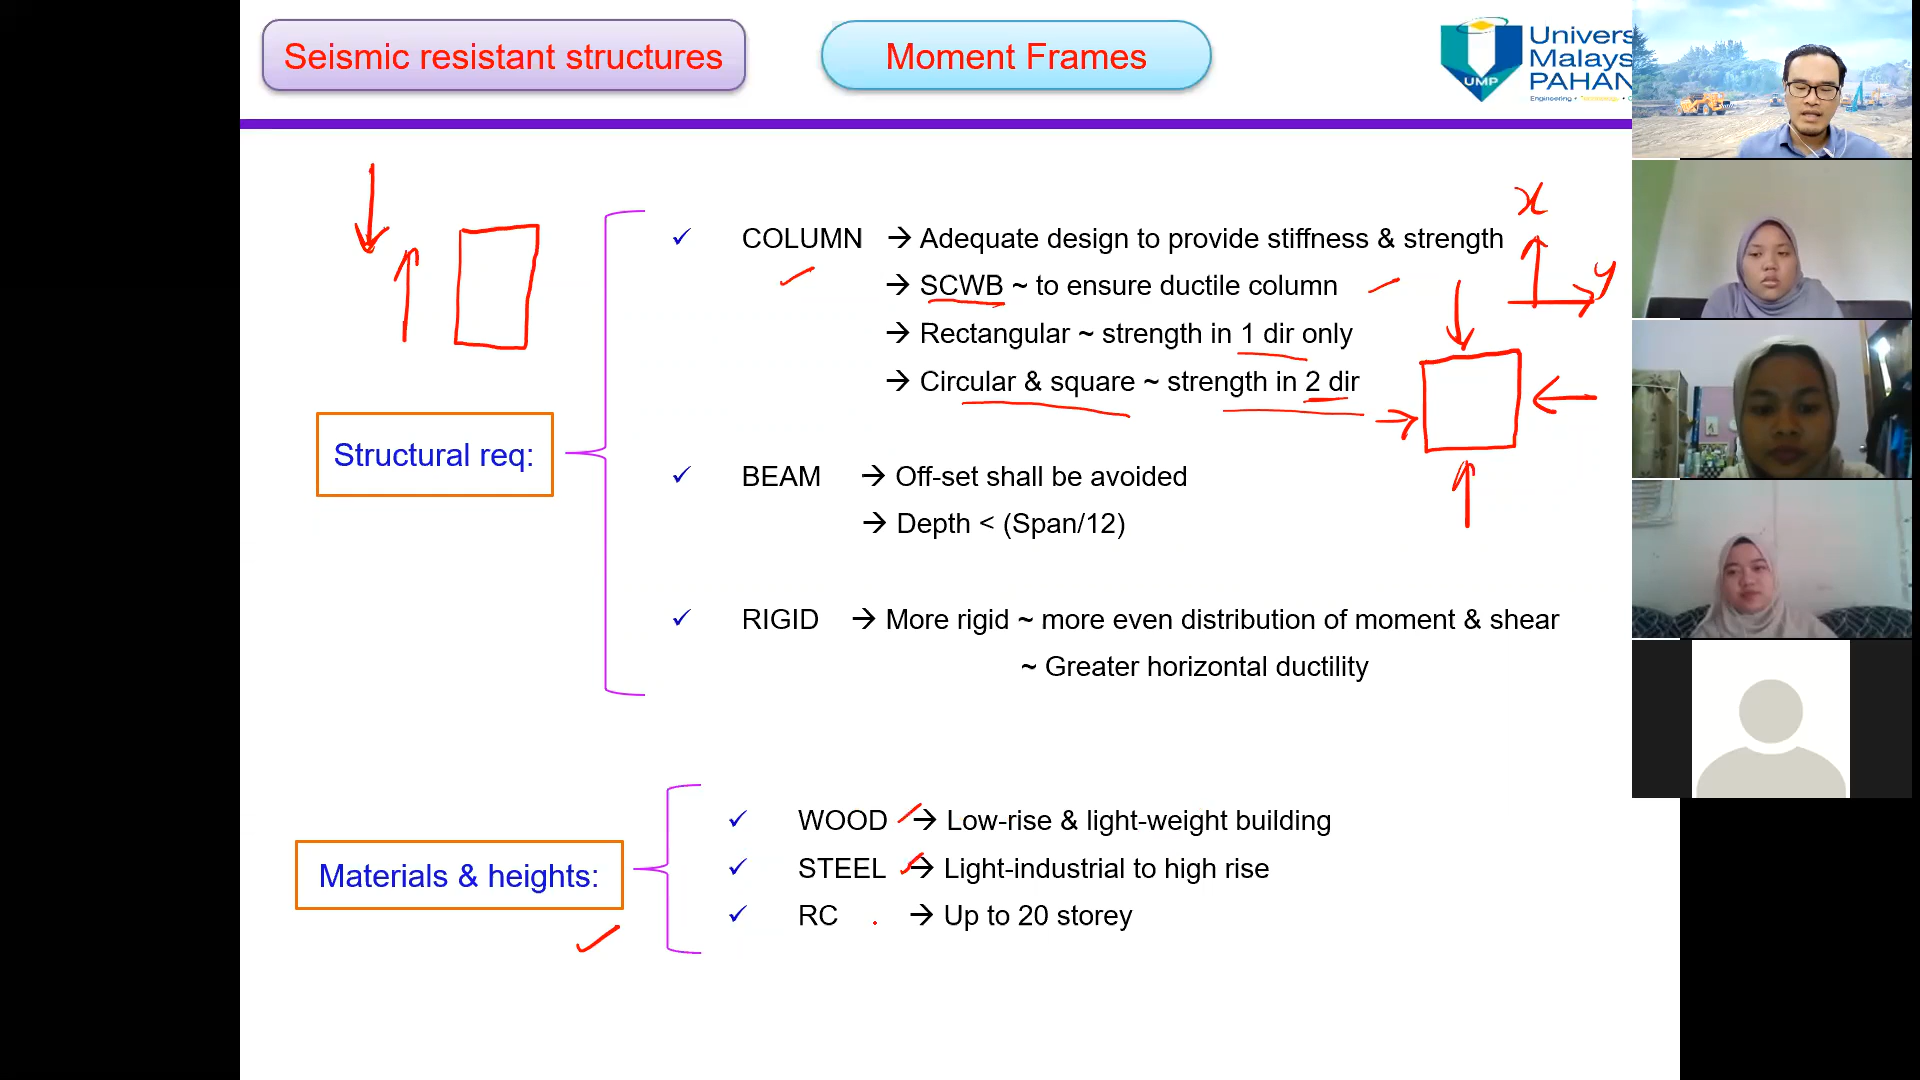 Seismic resistant structures
Moment Frames
Univers
Malays
PAHAN
UMP
x
y
Structural req:
✓ COLUMN → Adequate design to provide stiffness & strength
→ SCWB ~ to ensure ductile column
→ Rectangular ~ strength in 1 dir only
→ Circular & square ~ strength in 2 dir
✓ BEAM → Off-set shall be avoided
→ Depth < (Span/12)
✓ RIGID → More rigid ~ more even distribution of moment & shear
~ Greater horizontal ductility
Materials & heights:
✓ WOOD → Low-rise & light-weight building
✓ STEEL → Light-industrial to high rise
✓ RC → Up to 20 storey